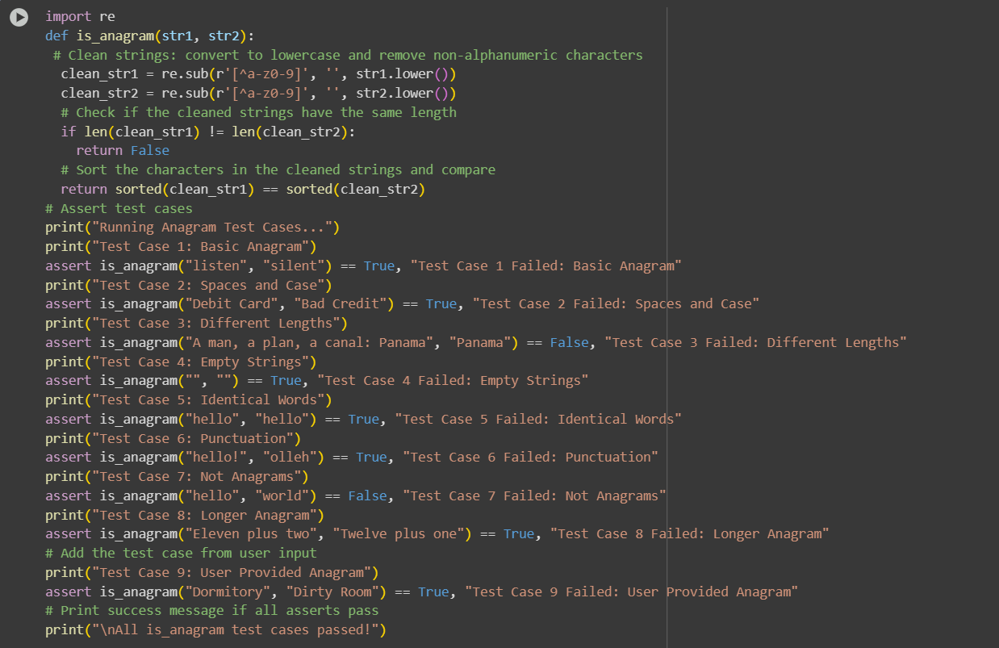 import re
def is_anagram(str1, str2):
 # Clean strings: convert to lowercase and remove non-alphanumeric characters
  clean_str1 = re.sub(r'[^a-z0-9]', '', str1.lower())
  clean_str2 = re.sub(r'[^a-z0-9]', '', str2.lower())
  # Check if the cleaned strings have the same length
  if len(clean_str1) != len(clean_str2):
    return False
  # Sort the characters in the cleaned strings and compare
  return sorted(clean_str1) == sorted(clean_str2)
# Assert test cases
print("Running Anagram Test Cases...")
print("Test Case 1: Basic Anagram")
assert is_anagram("listen", "silent") == True, "Test Case 1 Failed: Basic Anagram"
print("Test Case 2: Spaces and Case")
assert is_anagram("Debit Card", "Bad Credit") == True, "Test Case 2 Failed: Spaces and Case"
print("Test Case 3: Different Lengths")
assert is_anagram("A man, a plan, a canal: Panama", "Panama") == False, "Test Case 3 Failed: Different Lengths"
print("Test Case 4: Empty Strings")
assert is_anagram("", "") == True, "Test Case 4 Failed: Empty Strings"
print("Test Case 5: Identical Words")
assert is_anagram("hello", "hello") == True, "Test Case 5 Failed: Identical Words"
print("Test Case 6: Punctuation")
assert is_anagram("hello!", "olleh") == True, "Test Case 6 Failed: Punctuation"
print("Test Case 7: Not Anagrams")
assert is_anagram("hello", "world") == False, "Test Case 7 Failed: Not Anagrams"
print("Test Case 8: Longer Anagram")
assert is_anagram("Eleven plus two", "Twelve plus one") == True, "Test Case 8 Failed: Longer Anagram"
# Add the test case from user input
print("Test Case 9: User Provided Anagram")
assert is_anagram("Dormitory", "Dirty Room") == True, "Test Case 9 Failed: User Provided Anagram"
# Print success message if all asserts pass
print("\nAll is_anagram test cases passed!")